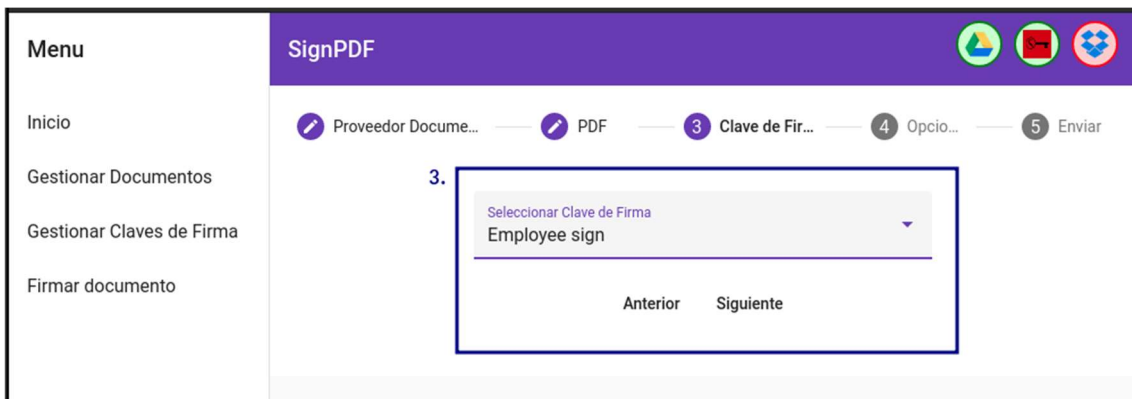 Menu
SignPDF
Inicio
Gestionar Documentos
Gestionar Claves de Firma
Firmar documento
Proveedor Docume...
PDF
3 Clave de Fir...
4 Opcio...
5 Enviar
3.
Seleccionar Clave de Firma
Employee sign
Anterior Siguiente